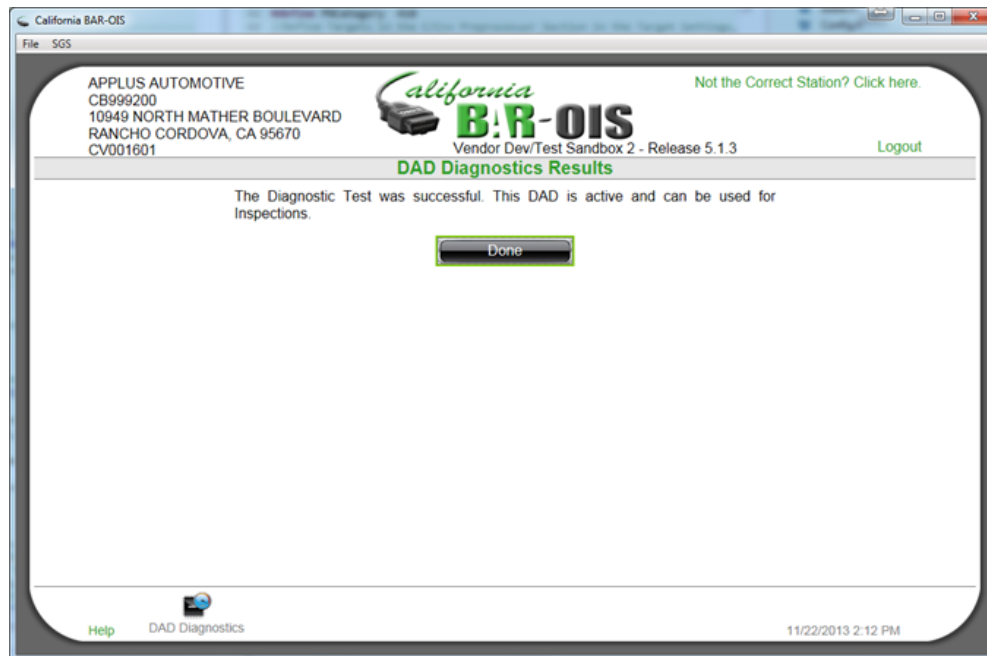 California BAR-OIS
File SGS
APPLUS AUTOMOTIVE
CB999200
10949 NORTH MATHER BOULEVARD
RANCHO CORDOVA, CA 95670
CV001601
California
BAR-OIS
Vendor Dev/Test Sandbox 2 - Release 5.1.3
Not the Correct Station? Click here.
Logout
DAD Diagnostics Results
The Diagnostic Test was successful. This DAD is active and can be used for
Inspections.
Done
Help
DAD Diagnostics
11/22/2013 2:12 PM